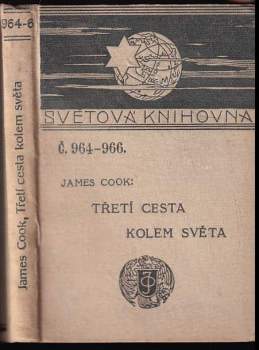 964-6
James Cook, Třetí cesta kolem světa
SVĚTOVÁ KNIHOVNA
Č. 964-966.
JAMES COOK:
TŘETÍ CESTA
KOLEM SVĚTA